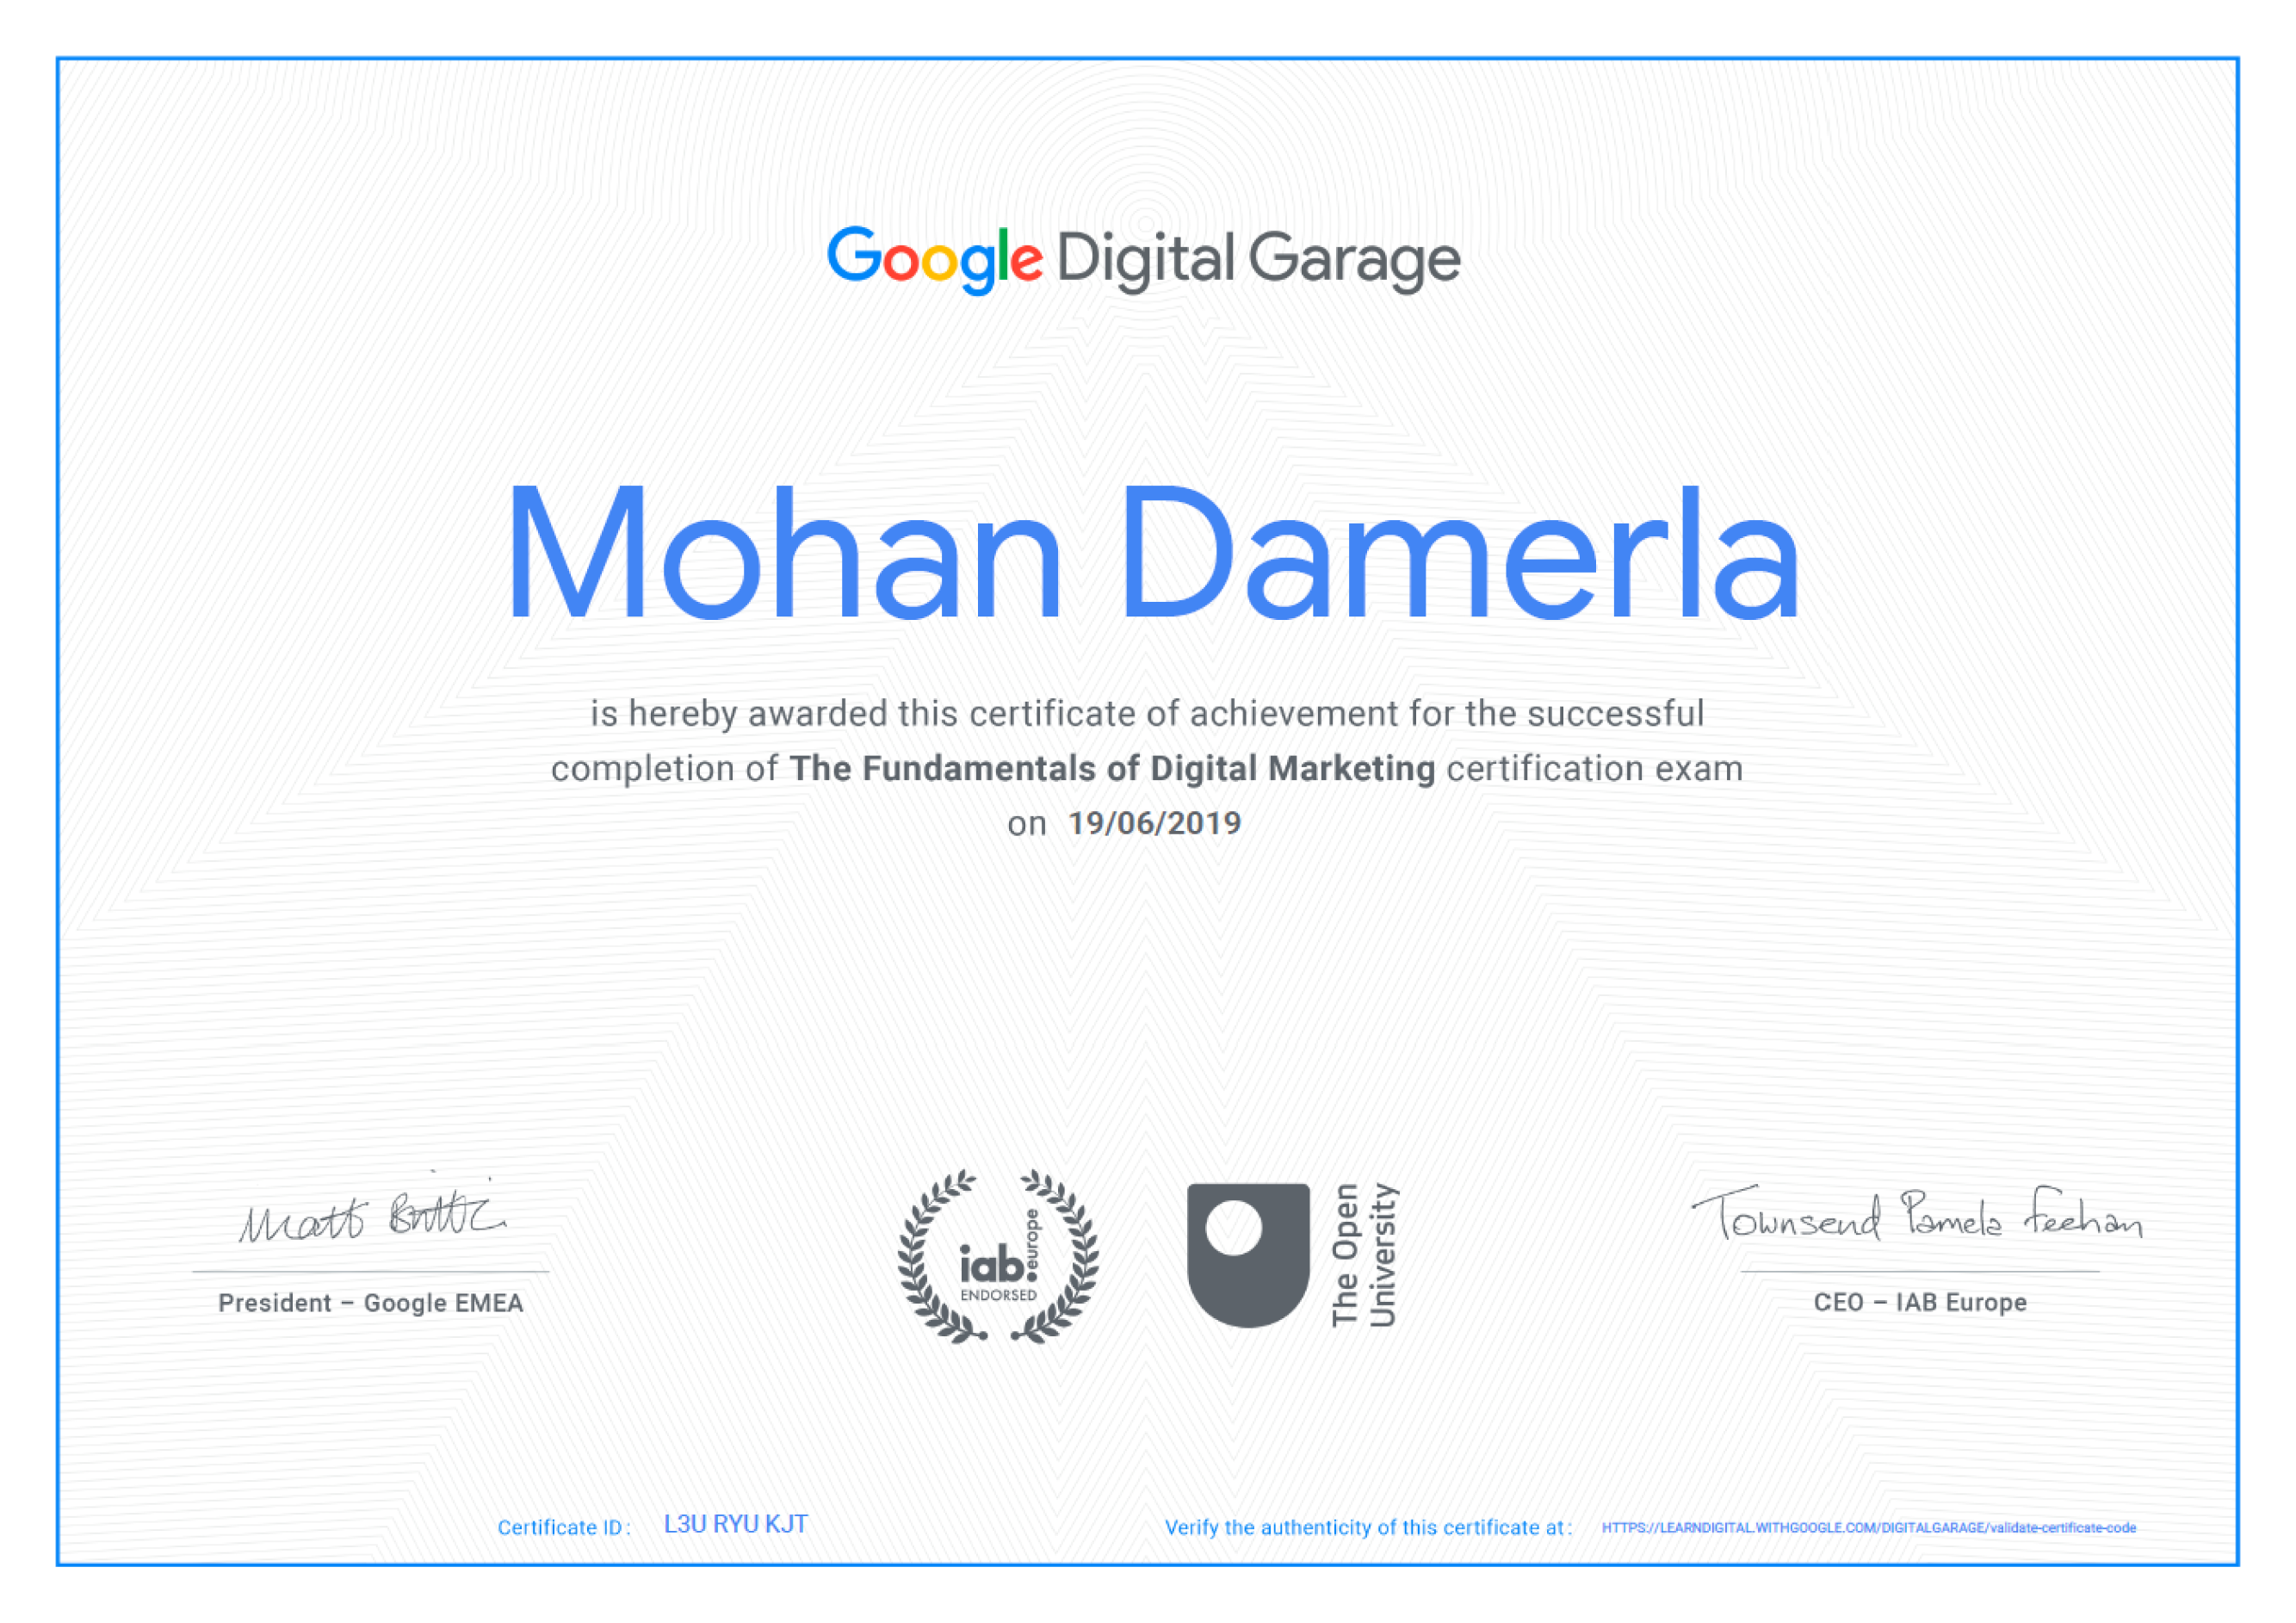 Google Digital Garage
Mohan Damerla
is hereby awarded this certificate of achievement for the successful
completion of The Fundamentals of Digital Marketing certification exam
on 19/06/2019
Matt Brittin
President – Google EMEA
iab.europe
ENDORSED
The Open
University
Townsend Pamela Feehan
CEO – IAB Europe
Certificate ID : L3U RYU KJT
Verify the authenticity of this certificate at : HTTPS://LEARNDIGITAL.WITHGOOGLE.COM/DIGITALGARAGE/validate-certificate-code